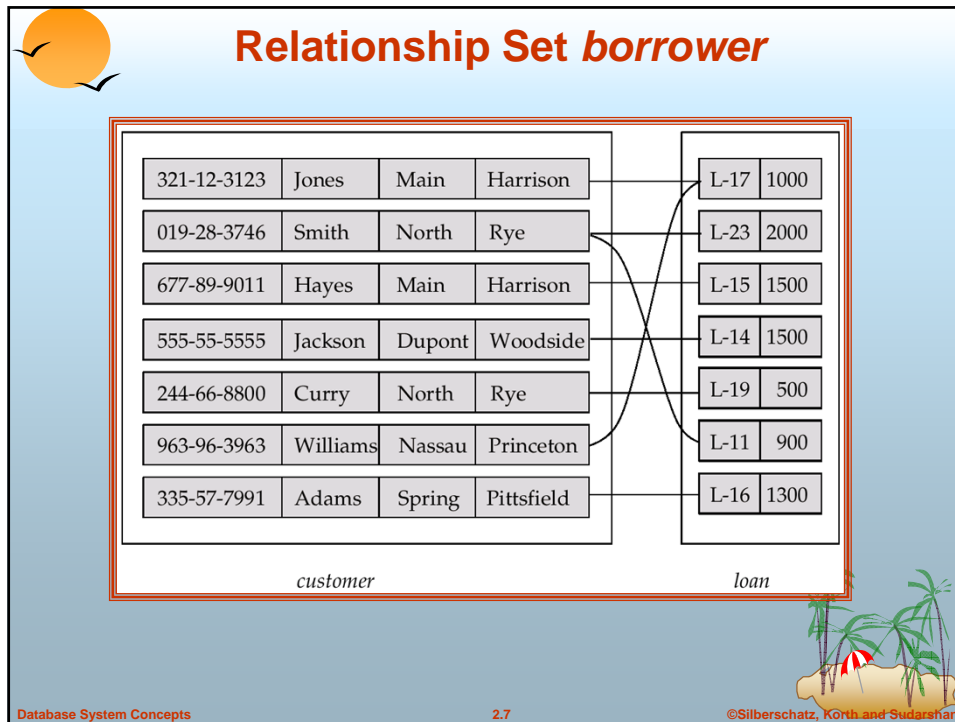 Relationship Set borrower
321-12-3123 Jones Main Harrison L-17 1000
019-28-3746 Smith North Rye L-23 2000
677-89-9011 Hayes Main Harrison L-15 1500
555-55-5555 Jackson Dupont Woodside L-14 1500
244-66-8800 Curry North Rye L-19 500
963-96-3963 Williams Nassau Princeton L-11 900
335-57-7991 Adams Spring Pittsfield L-16 1300
customer loan
Database System Concepts 2.7 ©Silberschatz, Korth and Sudarshan